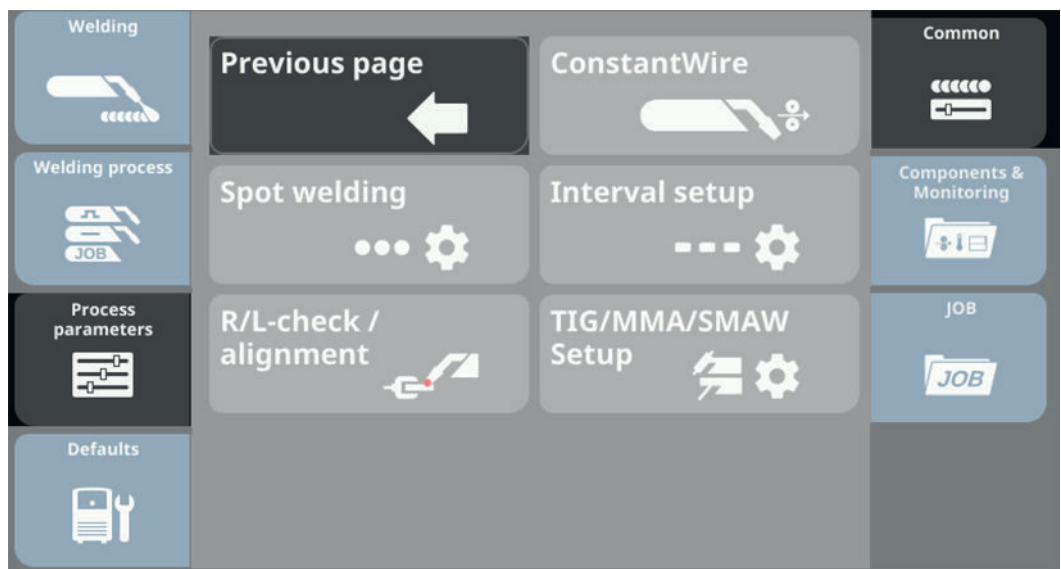 Welding
Welding process
JOB
Process
parameters
Defaults
Previous page
ConstantWire
Spot welding
Interval setup
R/L-check /
alignment
TIG/MMA/SMAW
Setup
Common
Components &
Monitoring
JOB
JOB